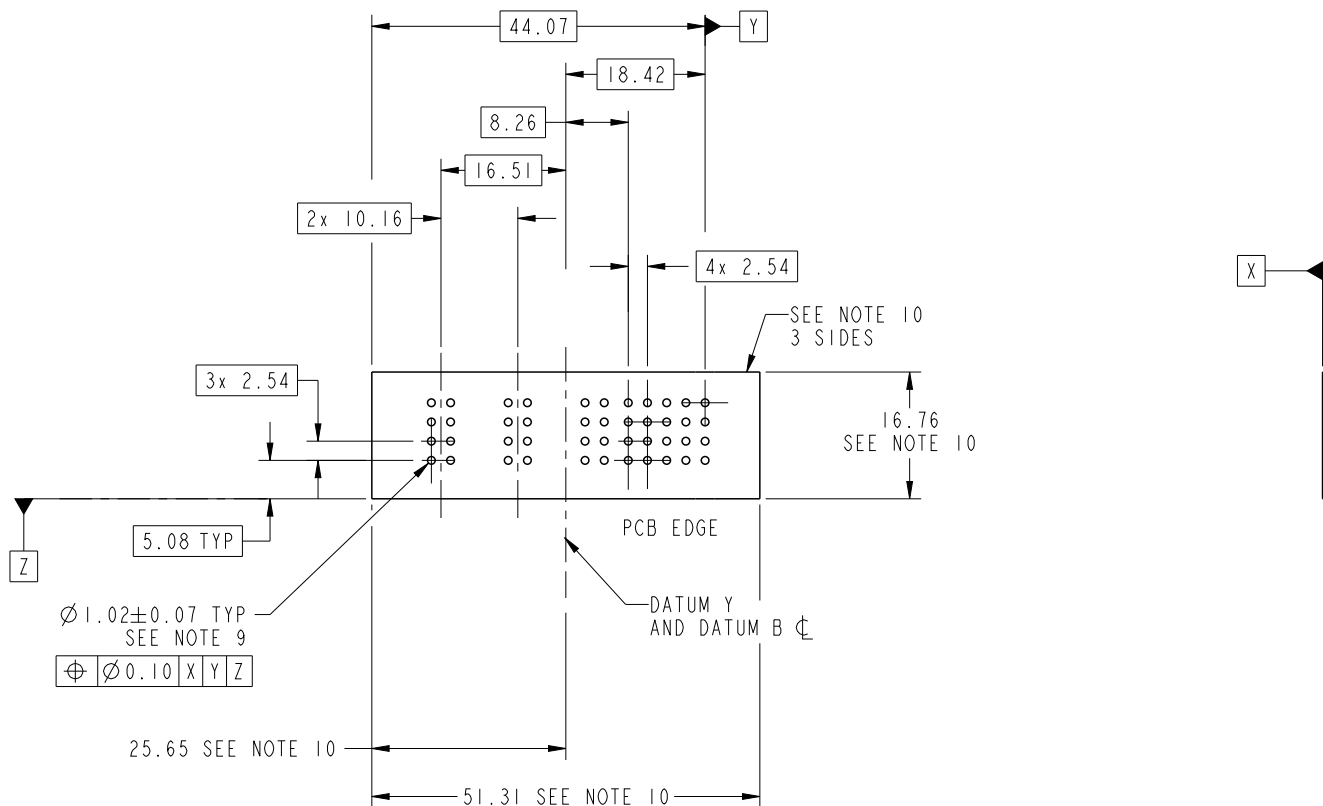 44.07
Y
18.42
8.26
16.51
2x 10.16
4x 2.54
X
SEE NOTE 10
3 SIDES
3x 2.54
16.76
SEE NOTE 10
5.08 TYP
PCB EDGE
Z
Ø1.02±0.07 TYP
SEE NOTE 9
⌖ Ø0.10 X Y Z
DATUM Y
AND DATUM B ℄
25.65 SEE NOTE 10
51.31 SEE NOTE 10